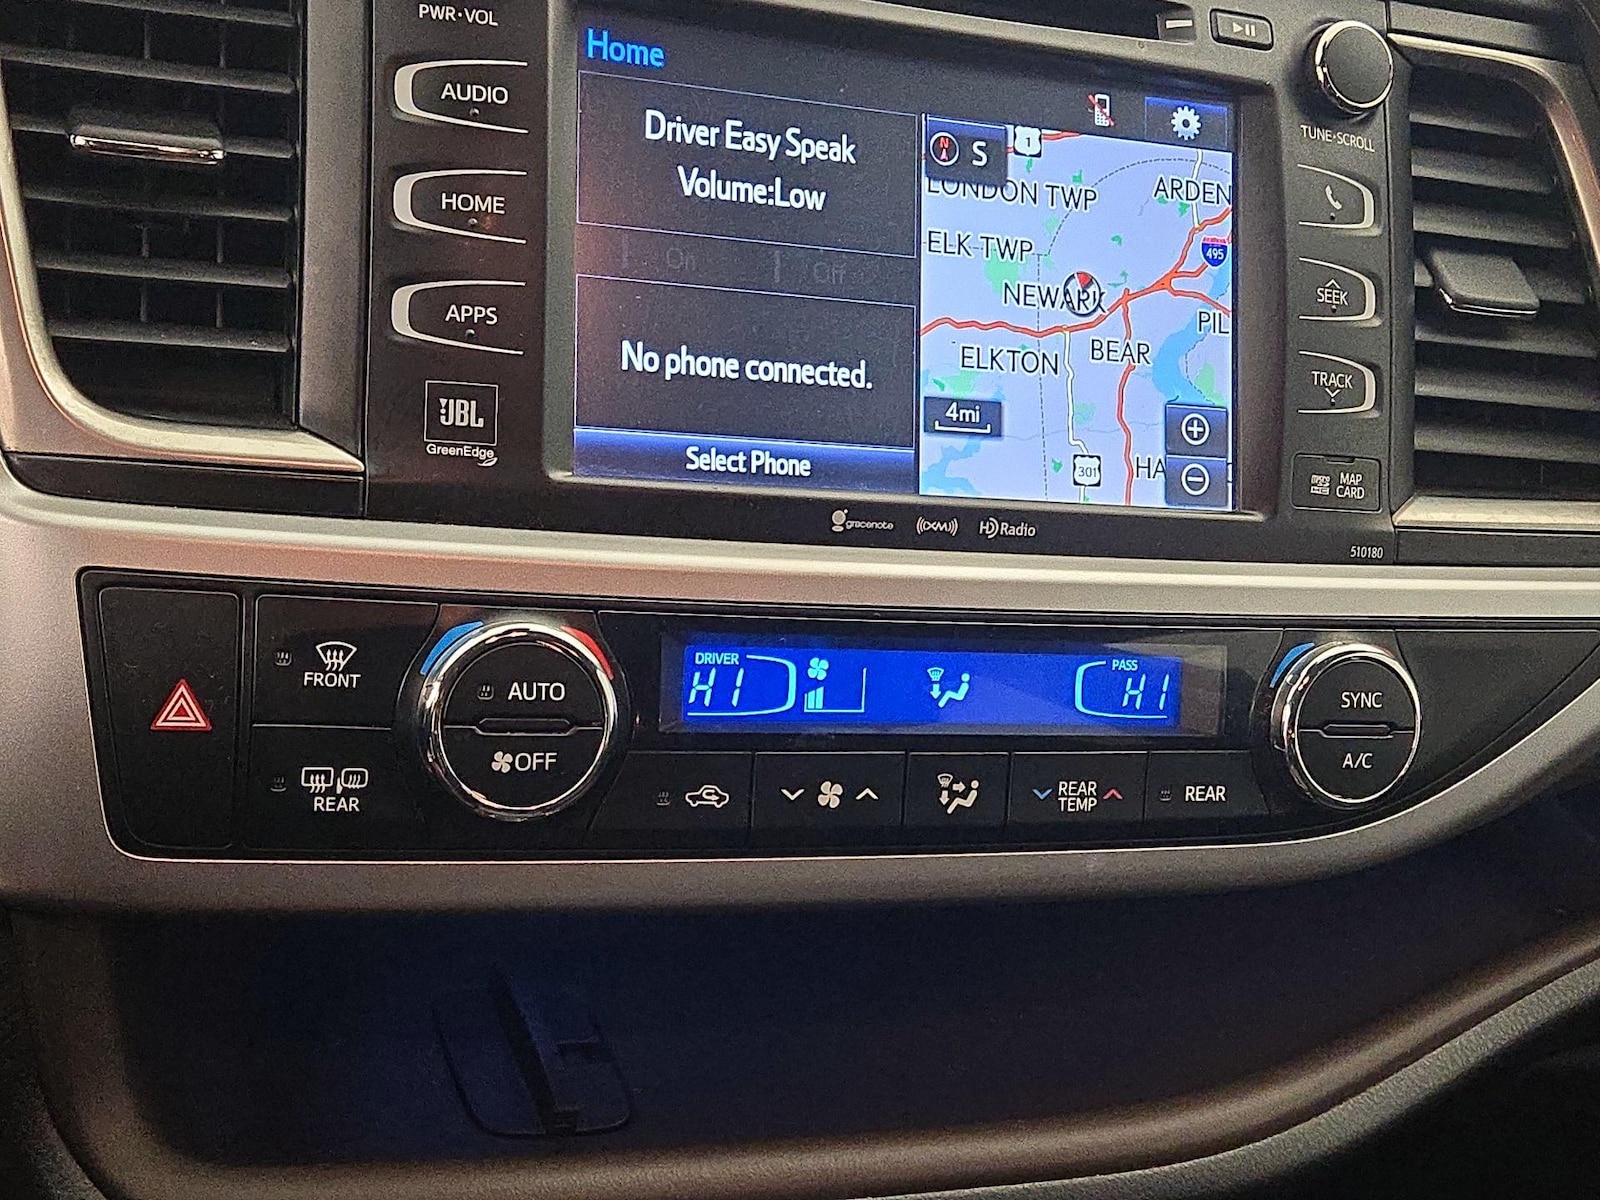 PWR·VOL
AUDIO
HOME
APPS
JBL
GreenEdge
Home
Driver Easy Speak
Volume:Low
On Off
No phone connected.
Select Phone
N S
1
LONDON TWP
ARDEN
ELK TWP
495
NEWARK
PIL
ELKTON
BEAR
4mi
301
HA
gracenote
((XM))
HD Radio
TUNE·SCROLL
SEEK
TRACK
MAP
CARD
510180
FRONT
REAR
AUTO
OFF
DRIVER
HI
PASS
HI
REAR
TEMP
REAR
SYNC
A/C